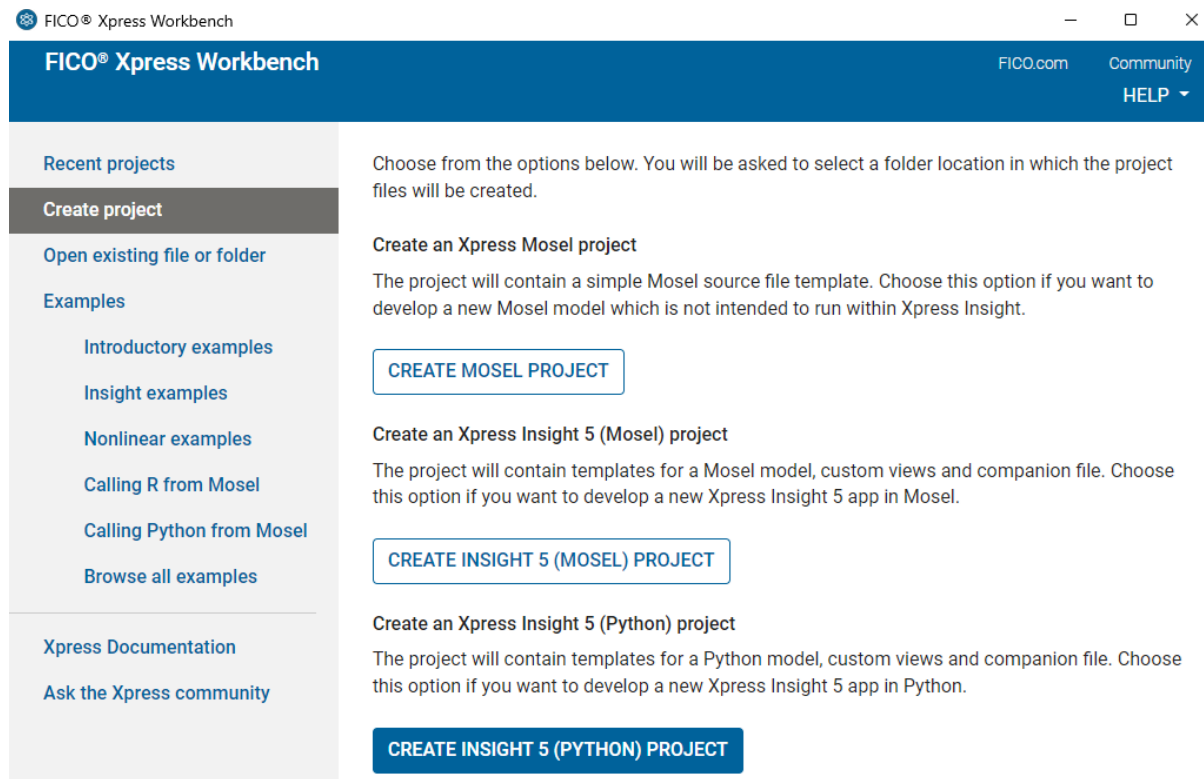 FICO® Xpress Workbench
FICO® Xpress Workbench
FICO.com
Community
HELP
Recent projects
Create project
Open existing file or folder
Examples
Introductory examples
Insight examples
Nonlinear examples
Calling R from Mosel
Calling Python from Mosel
Browse all examples
Xpress Documentation
Ask the Xpress community
Choose from the options below. You will be asked to select a folder location in which the project
files will be created.
Create an Xpress Mosel project
The project will contain a simple Mosel source file template. Choose this option if you want to
develop a new Mosel model which is not intended to run within Xpress Insight.
CREATE MOSEL PROJECT
Create an Xpress Insight 5 (Mosel) project
The project will contain templates for a Mosel model, custom views and companion file. Choose
this option if you want to develop a new Xpress Insight 5 app in Mosel.
CREATE INSIGHT 5 (MOSEL) PROJECT
Create an Xpress Insight 5 (Python) project
The project will contain templates for a Python model, custom views and companion file. Choose
this option if you want to develop a new Xpress Insight 5 app in Python.
CREATE INSIGHT 5 (PYTHON) PROJECT